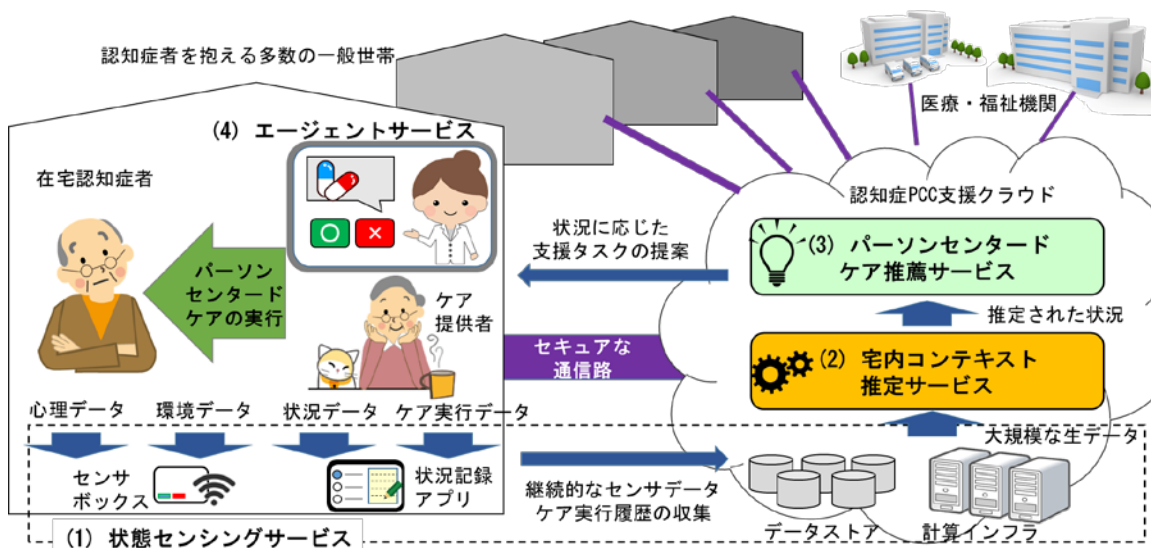 認知症者を抱える多数の一般世帯
医療・福祉機関
(4) エージェントサービス
在宅認知症者
パーソン
センタード
ケアの実行
ケア
提供者
状況に応じた
支援タスクの提案
セキュアな
通信路
認知症PCC支援クラウド
(3) パーソンセンタード
ケア推薦サービス
推定された状況
(2) 宅内コンテキスト
推定サービス
大規模な生データ
心理データ
環境データ
状況データ
ケア実行データ
センサ
ボックス
状況記録
アプリ
継続的なセンサデータ
ケア実行履歴の収集
データストア
計算インフラ
(1) 状態センシングサービス